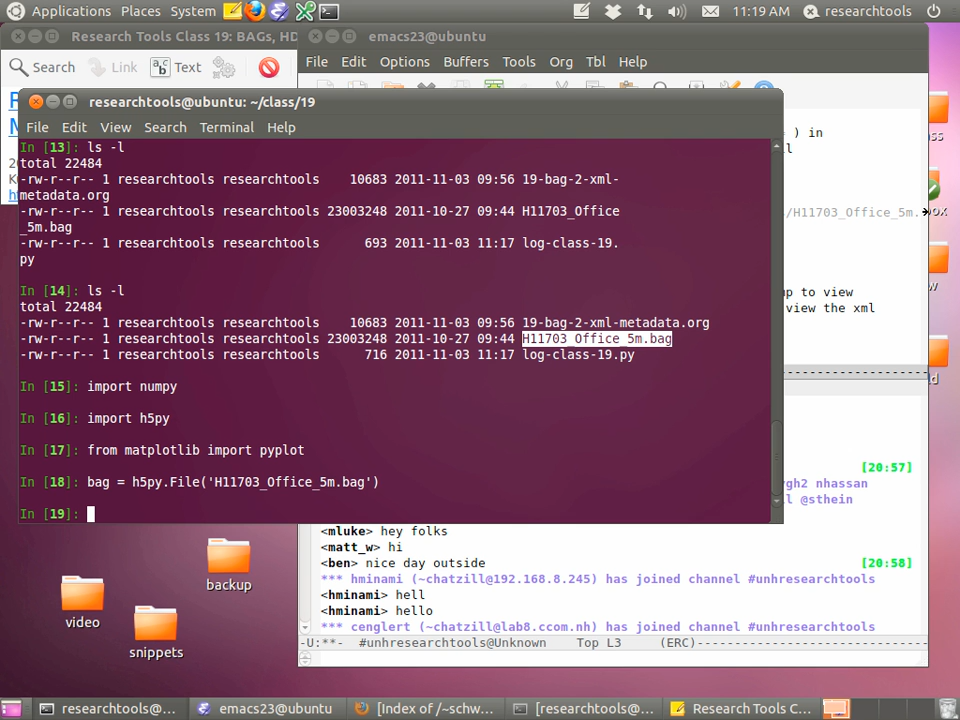 Applications Places System 11:19 AM researchtools
Research Tools Class 19: BAGs, HD
emacs23@ubuntu
Search Link Text
File Edit Options Buffers Tools Org Tbl Help
researchtools@ubuntu: ~/class/19
File Edit View Search Terminal Help
In [13]: ls -l
total 22484
-rw-r--r-- 1 researchtools researchtools 10683 2011-11-03 09:56 19-bag-2-xml-
metadata.org
-rw-r--r-- 1 researchtools researchtools 23003248 2011-10-27 09:44 H11703_Office
_5m.bag
-rw-r--r-- 1 researchtools researchtools 693 2011-11-03 11:17 log-class-19.
py
In [14]: ls -l
total 22484
-rw-r--r-- 1 researchtools researchtools 10683 2011-11-03 09:56 19-bag-2-xml-metadata.org
-rw-r--r-- 1 researchtools researchtools 23003248 2011-10-27 09:44 H11703_Office_5m.bag
-rw-r--r-- 1 researchtools researchtools 716 2011-11-03 11:17 log-class-19.py
In [15]: import numpy
In [16]: import h5py
In [17]: from matplotlib import pyplot
In [18]: bag = h5py.File('H11703_Office_5m.bag')
In [19]:
) in
/H11703_Office_5m.
to view
view the xml
[20:57]
gh2 nhassan
@sthein
<mluke> hey folks
<matt_w> hi
<ben> nice day outside [20:58]
*** hminami (~chatzill@192.168.8.245) has joined channel #unhresearchtools
<hminami> hell
<hminami> hello
*** cenglert (~chatzill@lab8.ccom.nh) has joined channel #unhresearchtools
-U:**- #unhresearchtools@Unknown Top L3 (ERC)
backup
video
snippets
researchtools@... emacs23@ubuntu [Index of /~schw... [researchtools@... Research Tools C...